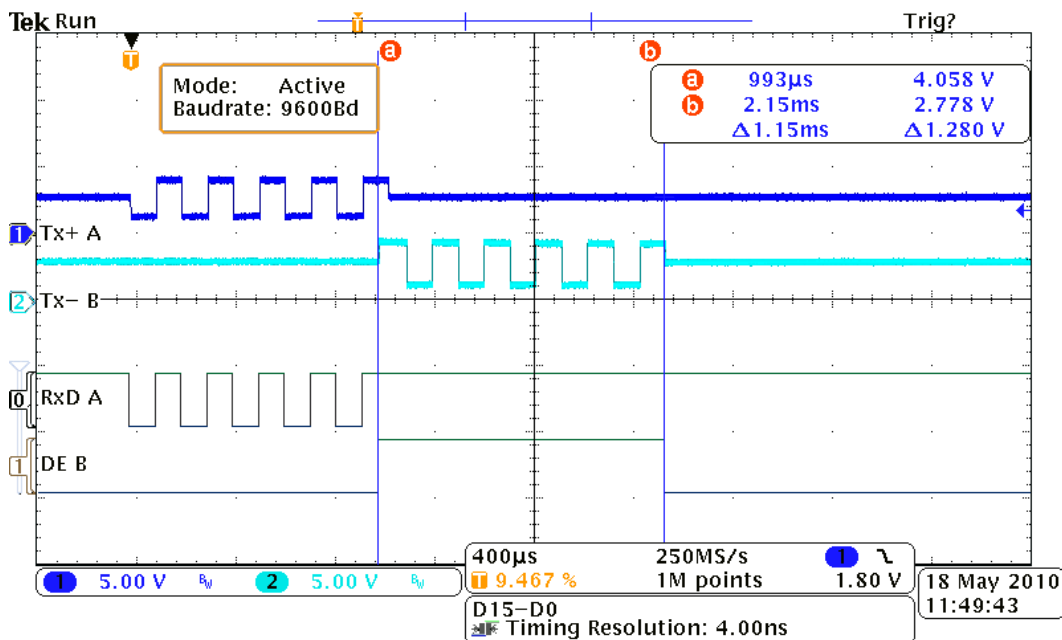 Tek Run Trig?
T
T
a
b
Mode: Active
Baudrate: 9600Bd
a 993µs 4.058 V
b 2.15ms 2.778 V
Δ1.15ms Δ1.280 V
1 Tx+ A
2 Tx− B
0 RxD A
1 DE B
1 5.00 V BW 2 5.00 V BW
400µs 250MS/s 1
T 9.467 % 1M points 1.80 V
D15-D0
Timing Resolution: 4.00ns
18 May 2010
11:49:43